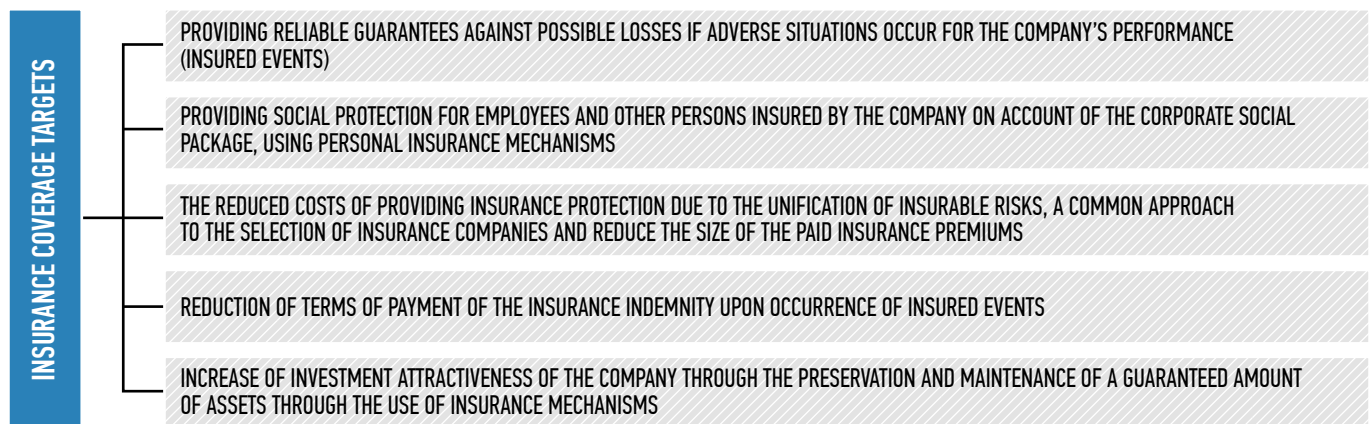 INSURANCE COVERAGE TARGETS
PROVIDING RELIABLE GUARANTEES AGAINST POSSIBLE LOSSES IF ADVERSE SITUATIONS OCCUR FOR THE COMPANY’S PERFORMANCE
(INSURED EVENTS)
PROVIDING SOCIAL PROTECTION FOR EMPLOYEES AND OTHER PERSONS INSURED BY THE COMPANY ON ACCOUNT OF THE CORPORATE SOCIAL
PACKAGE, USING PERSONAL INSURANCE MECHANISMS
THE REDUCED COSTS OF PROVIDING INSURANCE PROTECTION DUE TO THE UNIFICATION OF INSURABLE RISKS, A COMMON APPROACH
TO THE SELECTION OF INSURANCE COMPANIES AND REDUCE THE SIZE OF THE PAID INSURANCE PREMIUMS
REDUCTION OF TERMS OF PAYMENT OF THE INSURANCE INDEMNITY UPON OCCURRENCE OF INSURED EVENTS
INCREASE OF INVESTMENT ATTRACTIVENESS OF THE COMPANY THROUGH THE PRESERVATION AND MAINTENANCE OF A GUARANTEED AMOUNT
OF ASSETS THROUGH THE USE OF INSURANCE MECHANISMS